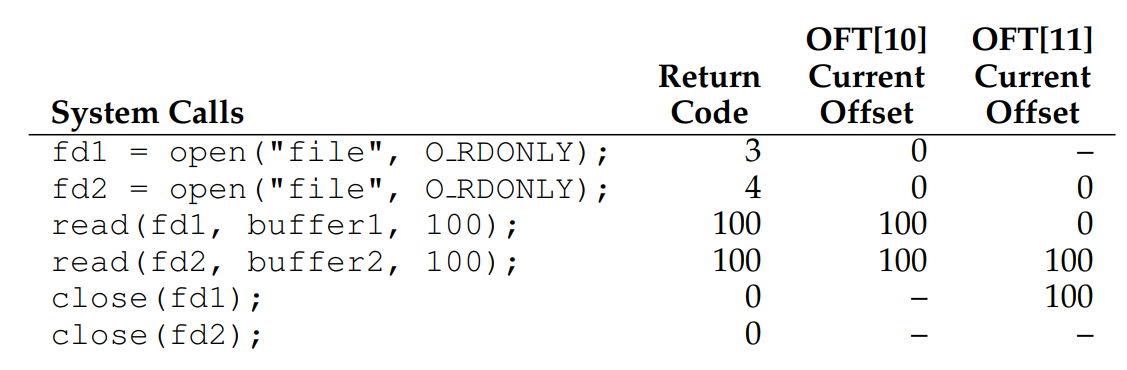 OFT[10] OFT[11]
Return Current Current
System Calls Code Offset Offset
fd1 = open("file", O_RDONLY); 3 0 –
fd2 = open("file", O_RDONLY); 4 0 0
read(fd1, buffer1, 100); 100 100 0
read(fd2, buffer2, 100); 100 100 100
close(fd1); 0 – 100
close(fd2); 0 – –